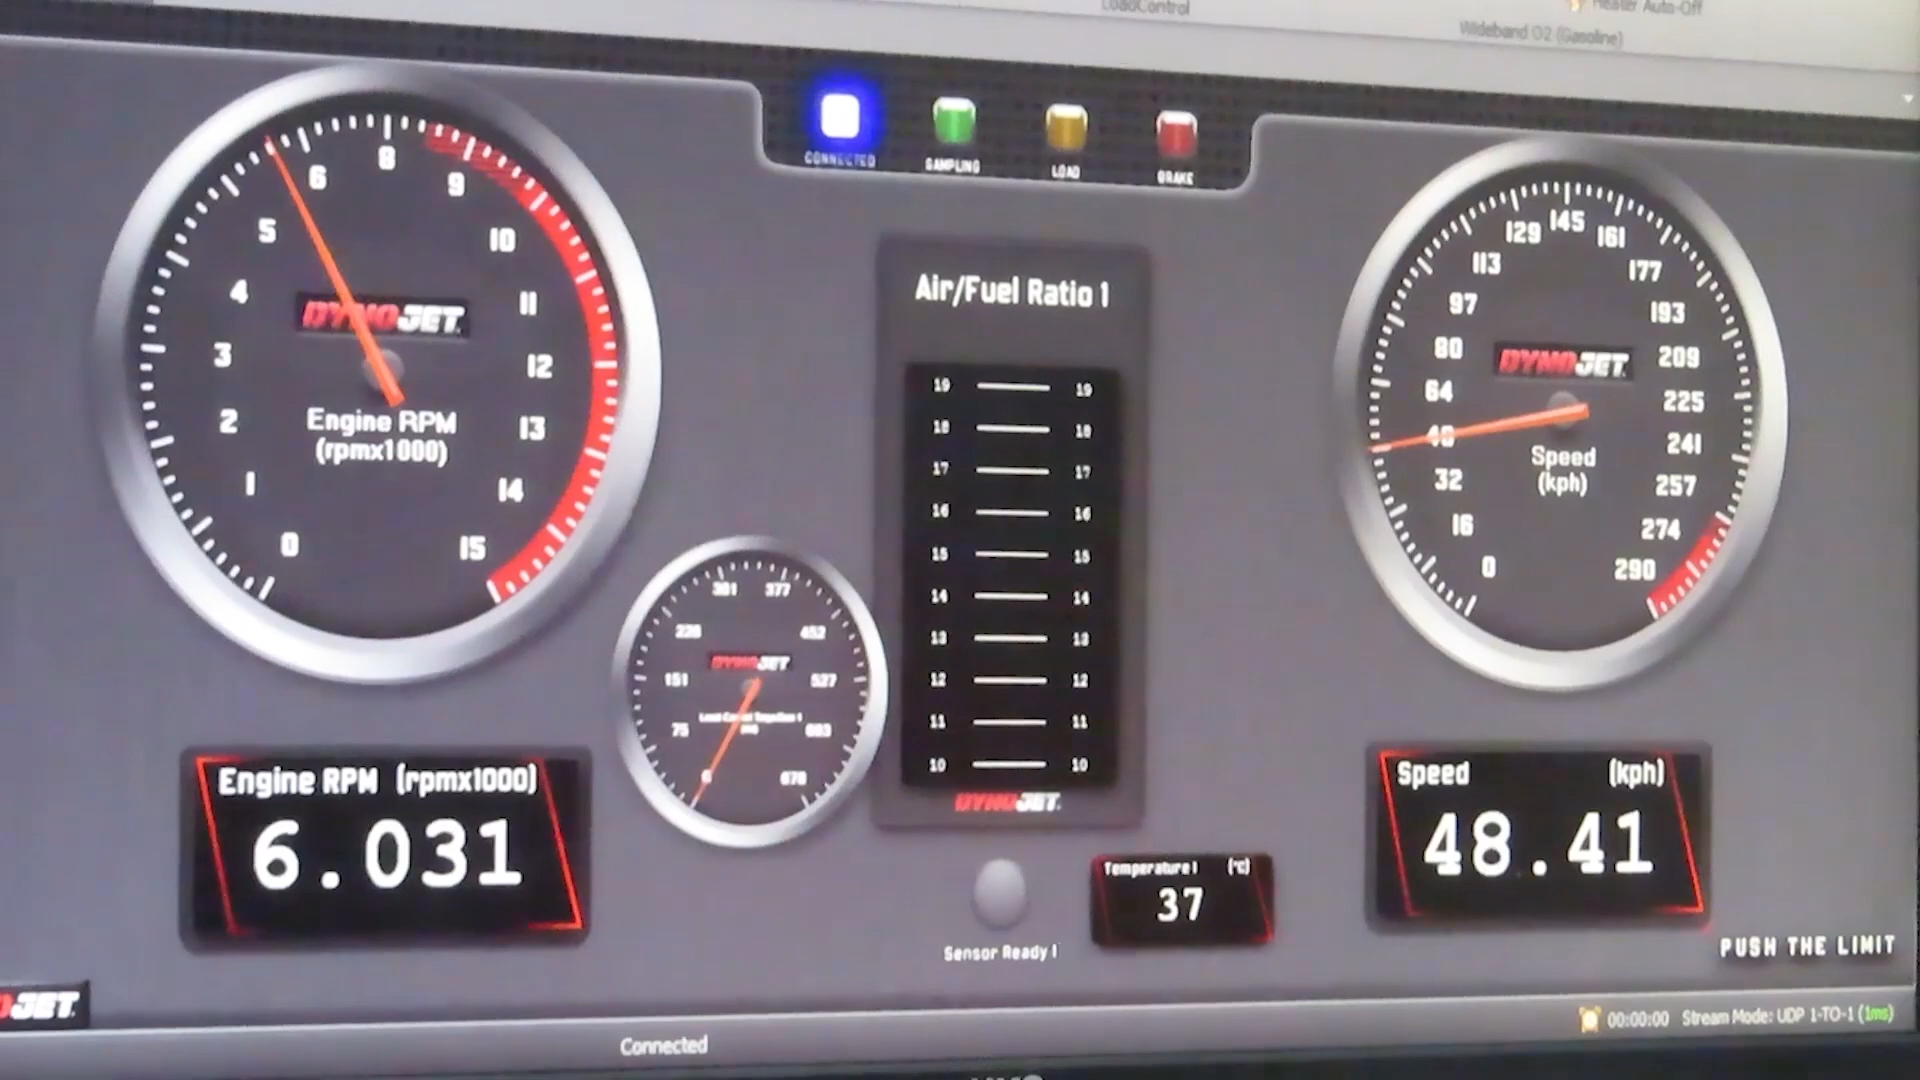 LoadControl
Heater Auto-Off
Wideband O2 (Gasoline)
CONNECTED
SAMPLING
LOAD
BRAKE
0
1
2
3
4
5
6
8
9
10
11
12
13
14
15
DYNOJET
Engine RPM
(rpmx1000)
Air/Fuel Ratio 1
19 19
18 18
17 17
16 16
15 15
14 14
13 13
12 12
11 11
10 10
DYNOJET
0
16
32
48
64
80
97
113
129
145
161
177
193
209
225
241
257
274
290
DYNOJET
Speed
(kph)
0
75
151
226
301
377
452
527
603
678
DYNOJET
Engine RPM (rpmx1000)
6.031
Sensor Ready 1
Temperature 1 (°C)
37
Speed (kph)
48.41
PUSH THE LIMIT
OJET
Connected
00:00:00 Stream Mode: UDP 1-TO-1 (1ms)